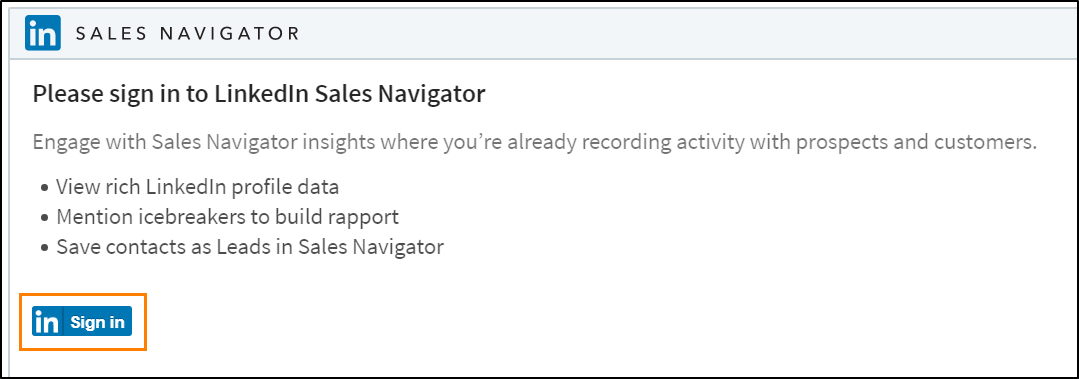 in SALES NAVIGATOR
Please sign in to LinkedIn Sales Navigator
Engage with Sales Navigator insights where you’re already recording activity with prospects and customers.
• View rich LinkedIn profile data
• Mention icebreakers to build rapport
• Save contacts as Leads in Sales Navigator
in Sign in